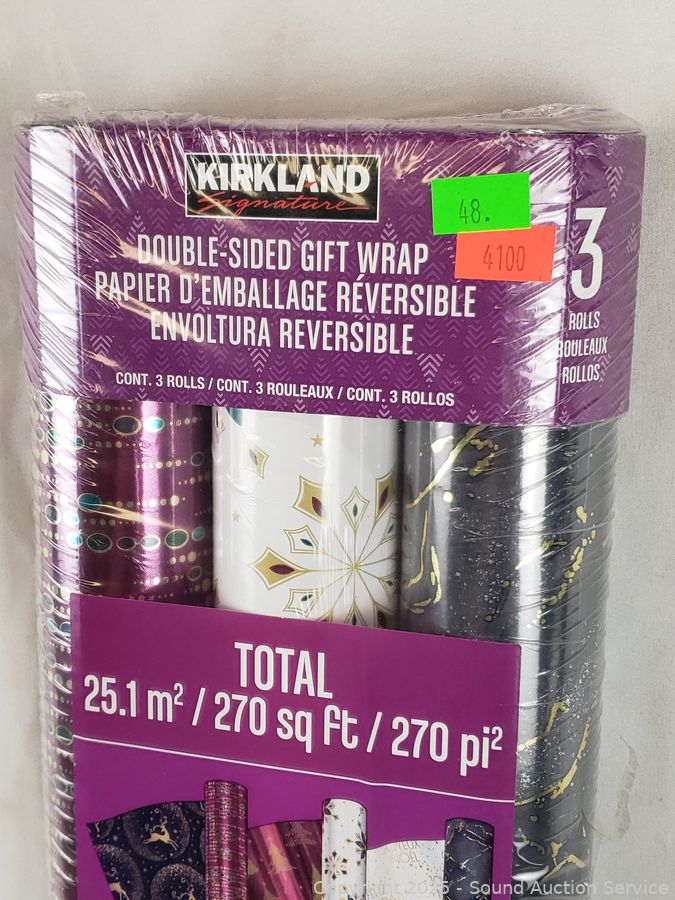 KIRKLAND
Signature
48.
4100
DOUBLE-SIDED GIFT WRAP
PAPIER D'EMBALLAGE RÉVERSIBLE
ENVOLTURA REVERSIBLE
3
ROLLS
ROULEAUX
ROLLOS
CONT. 3 ROLLS / CONT. 3 ROULEAUX / CONT. 3 ROLLOS
TOTAL
25.1 m² / 270 sq ft / 270 pi²
JOYEUX
NOËL
Sound Auction Service